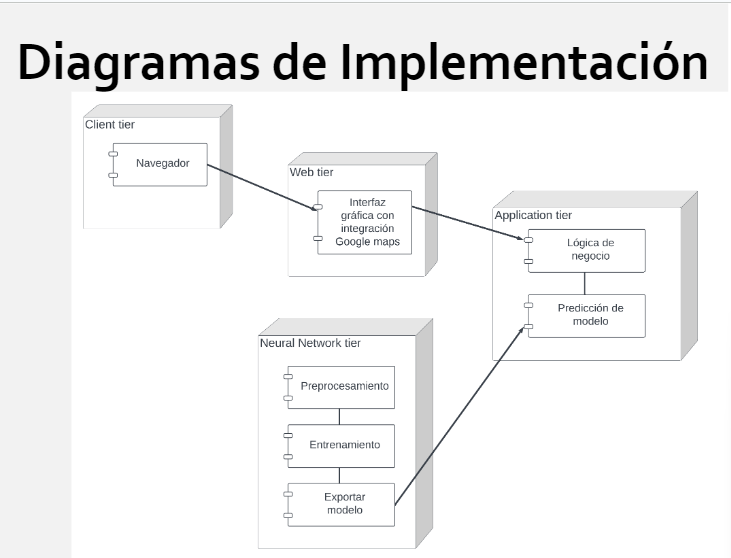 Diagramas de Implementación
Client tier
Navegador
Web tier
Interfaz
gráfica con
integración
Google maps
Application tier
Lógica de
negocio
Predicción de
modelo
Neural Network tier
Preprocesamiento
Entrenamiento
Exportar
modelo